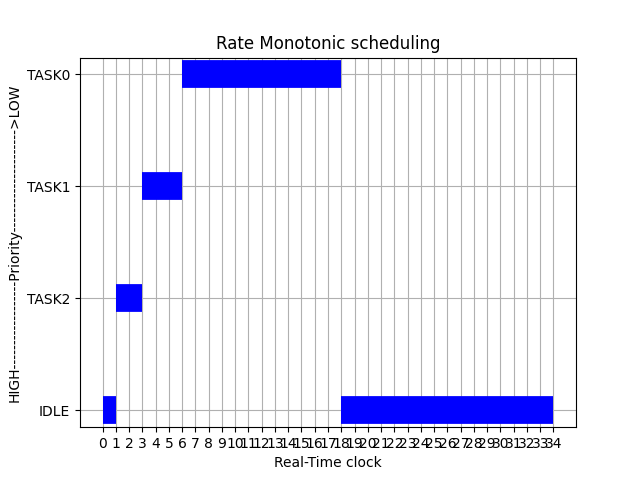 Rate Monotonic scheduling
HIGH---------------Priority--------------------->LOW
TASK0
TASK1
TASK2
IDLE
0 1 2 3 4 5 6 7 8 9 10 11 12 13 14 15 16 17 18 19 20 21 22 23 24 25 26 27 28 29 30 31 32 33 34
Real-Time clock